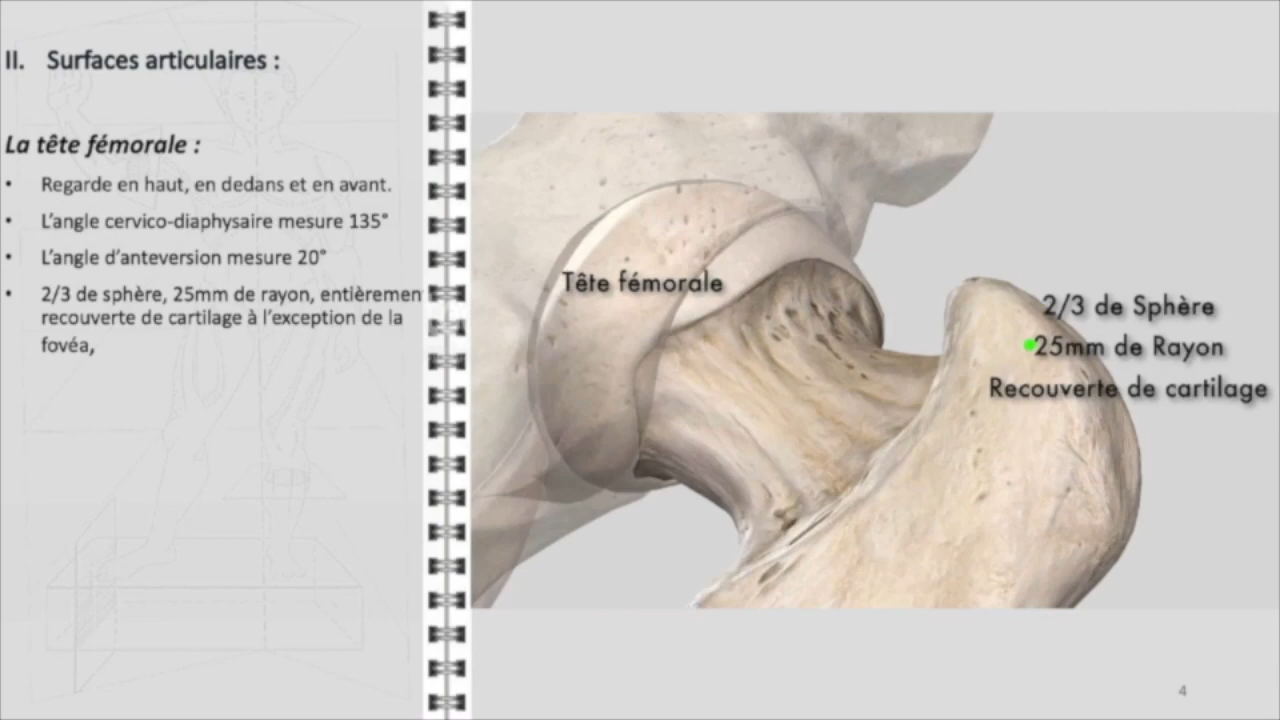 II. Surfaces articulaires :
La tête fémorale :
• Regarde en haut, en dedans et en avant.
• L'angle cervico-diaphysaire mesure 135°
• L'angle d'anteversion mesure 20°
• 2/3 de sphère, 25mm de rayon, entièremen
recouverte de cartilage à l'exception de la
fovéa,
Tête fémorale
2/3 de Sphère
25mm de Rayon
Recouverte de cartilage
4